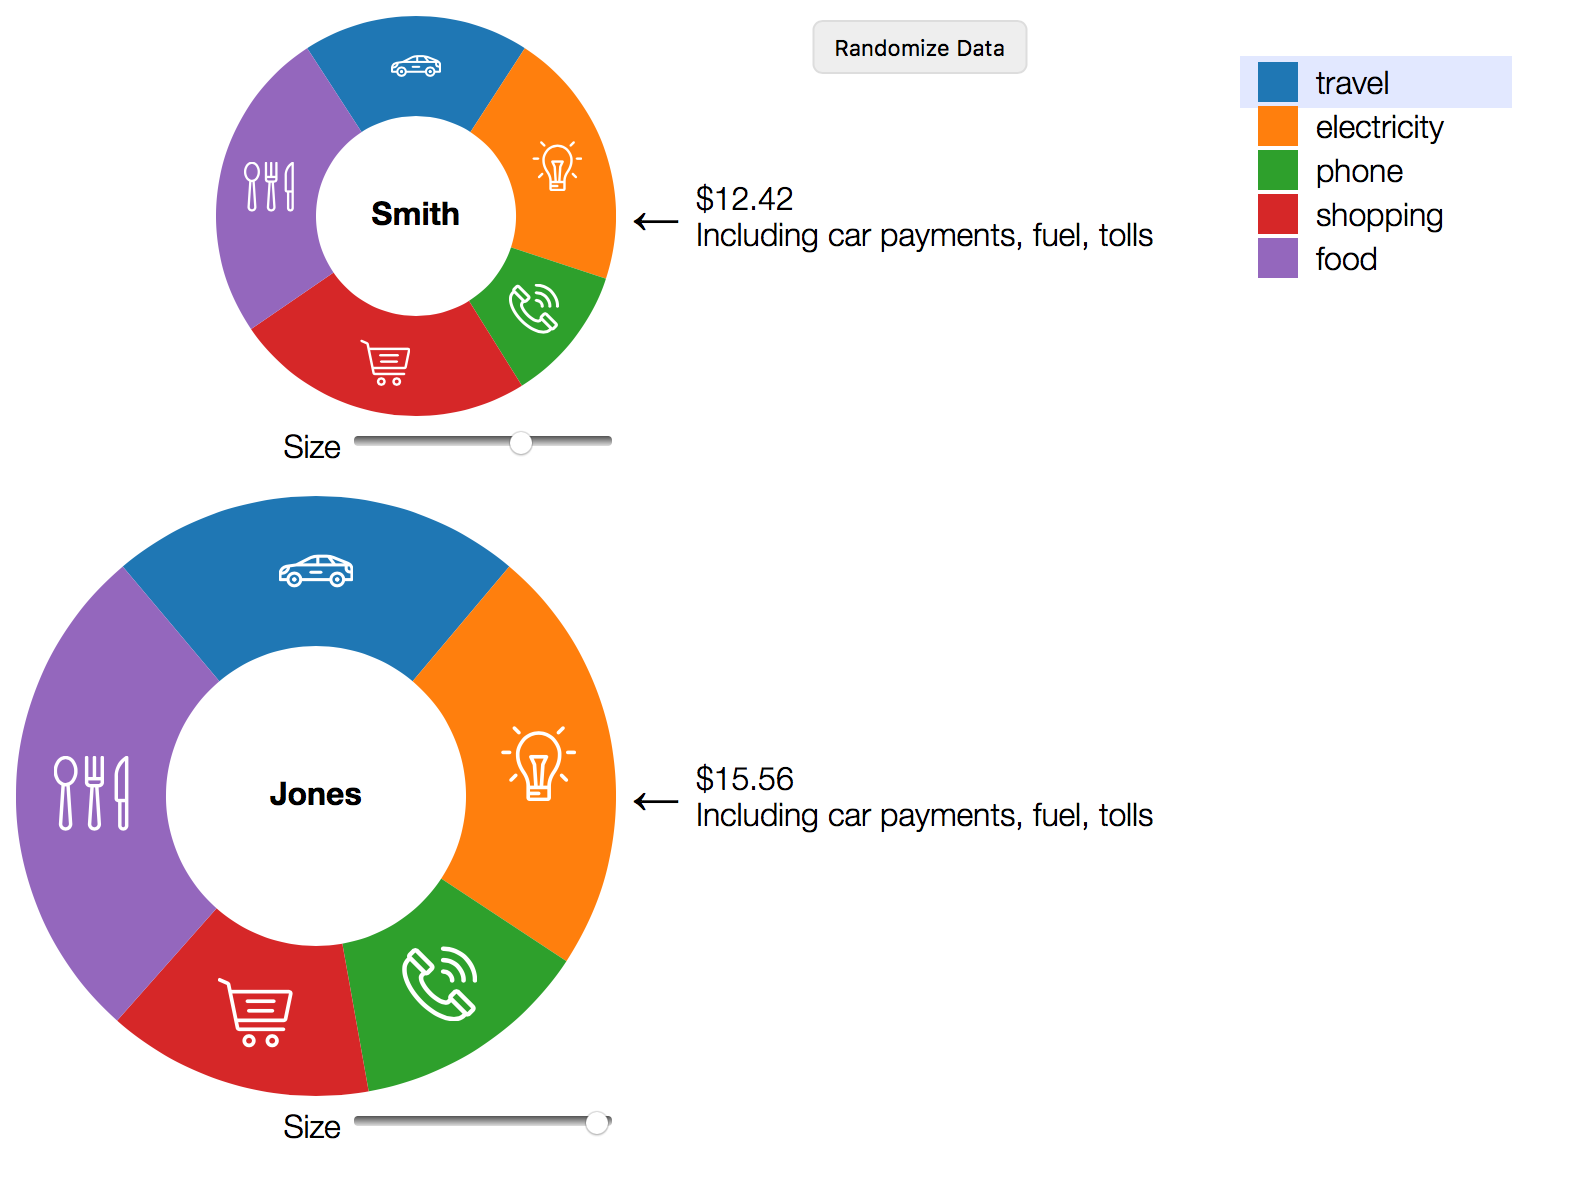 Randomize Data
travel
electricity
phone
shopping
food
Smith
← $12.42
Including car payments, fuel, tolls
Size
Jones
← $15.56
Including car payments, fuel, tolls
Size